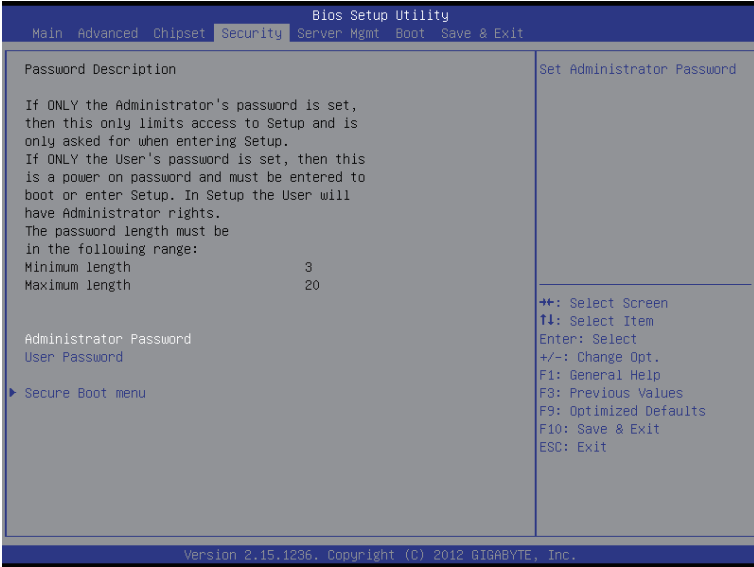 Bios Setup Utility
Main Advanced Chipset Security Server Mgmt Boot Save & Exit
Password Description
If ONLY the Administrator's password is set,
then this only limits access to Setup and is
only asked for when entering Setup.
If ONLY the User's password is set, then this
is a power on password and must be entered to
boot or enter Setup. In Setup the User will
have Administrator rights.
The password length must be
in the following range:
Minimum length 3
Maximum length 20
Administrator Password
User Password
Secure Boot menu
Set Administrator Password
→←: Select Screen
↑↓: Select Item
Enter: Select
+/-: Change Opt.
F1: General Help
F3: Previous Values
F9: Optimized Defaults
F10: Save & Exit
ESC: Exit
Version 2.15.1236. Copyright (C) 2012 GIGABYTE, Inc.